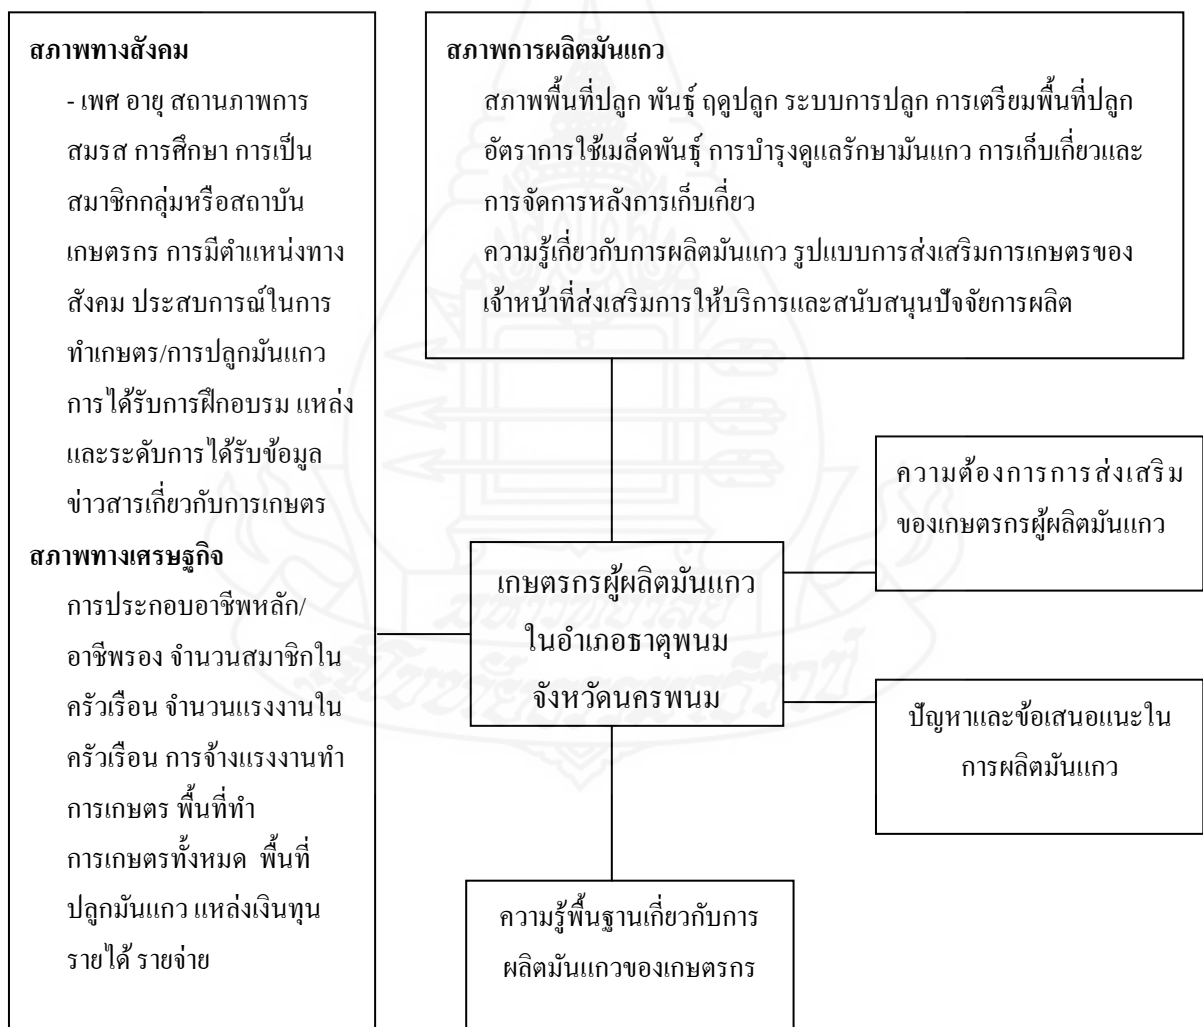 สภาพทางสังคม
- เพศ อายุ สถานภาพการ
สมรส การศึกษา การเป็น
สมาชิกกลุ่มหรือสถาบัน
เกษตรกร การมีตำแหน่งทาง
สังคม ประสบการณ์ในการ
ทำเกษตร/การปลูกมันแกว
การได้รับการฝึกอบรม แหล่ง
และระดับการได้รับข้อมูล
ข่าวสารเกี่ยวกับการเกษตร
สภาพทางเศรษฐกิจ
การประกอบอาชีพหลัก/
อาชีพรอง จำนวนสมาชิกใน
ครัวเรือน จำนวนแรงงานใน
ครัวเรือน การจ้างแรงงานทำ
การเกษตร พื้นที่ทำ
การเกษตรทั้งหมด พื้นที่
ปลูกมันแกว แหล่งเงินทุน
รายได้ รายจ่าย
สภาพการผลิตมันแกว
สภาพพื้นที่ปลูก พันธุ์ ฤดูปลูก ระบบการปลูก การเตรียมพื้นที่ปลูก
อัตราการใช้เมล็ดพันธุ์ การบำรุงดูแลรักษามันแกว การเก็บเกี่ยวและ
การจัดการหลังการเก็บเกี่ยว
ความรู้เกี่ยวกับการผลิตมันแกว รูปแบบการส่งเสริมการเกษตรของ
เจ้าหน้าที่ส่งเสริมการให้บริการและสนับสนุนปัจจัยการผลิต
ความต้องการการส่งเสริม
ของเกษตรกรผู้ผลิตมันแกว
เกษตรกรผู้ผลิตมันแกว
ในอำเภอธาตุพนม
จังหวัดนครพนม
ปัญหาและข้อเสนอแนะใน
การผลิตมันแกว
ความรู้พื้นฐานเกี่ยวกับการ
ผลิตมันแกวของเกษตรกร
มหาวิทยาลัย
สุโขทัยธรรมาธิราช